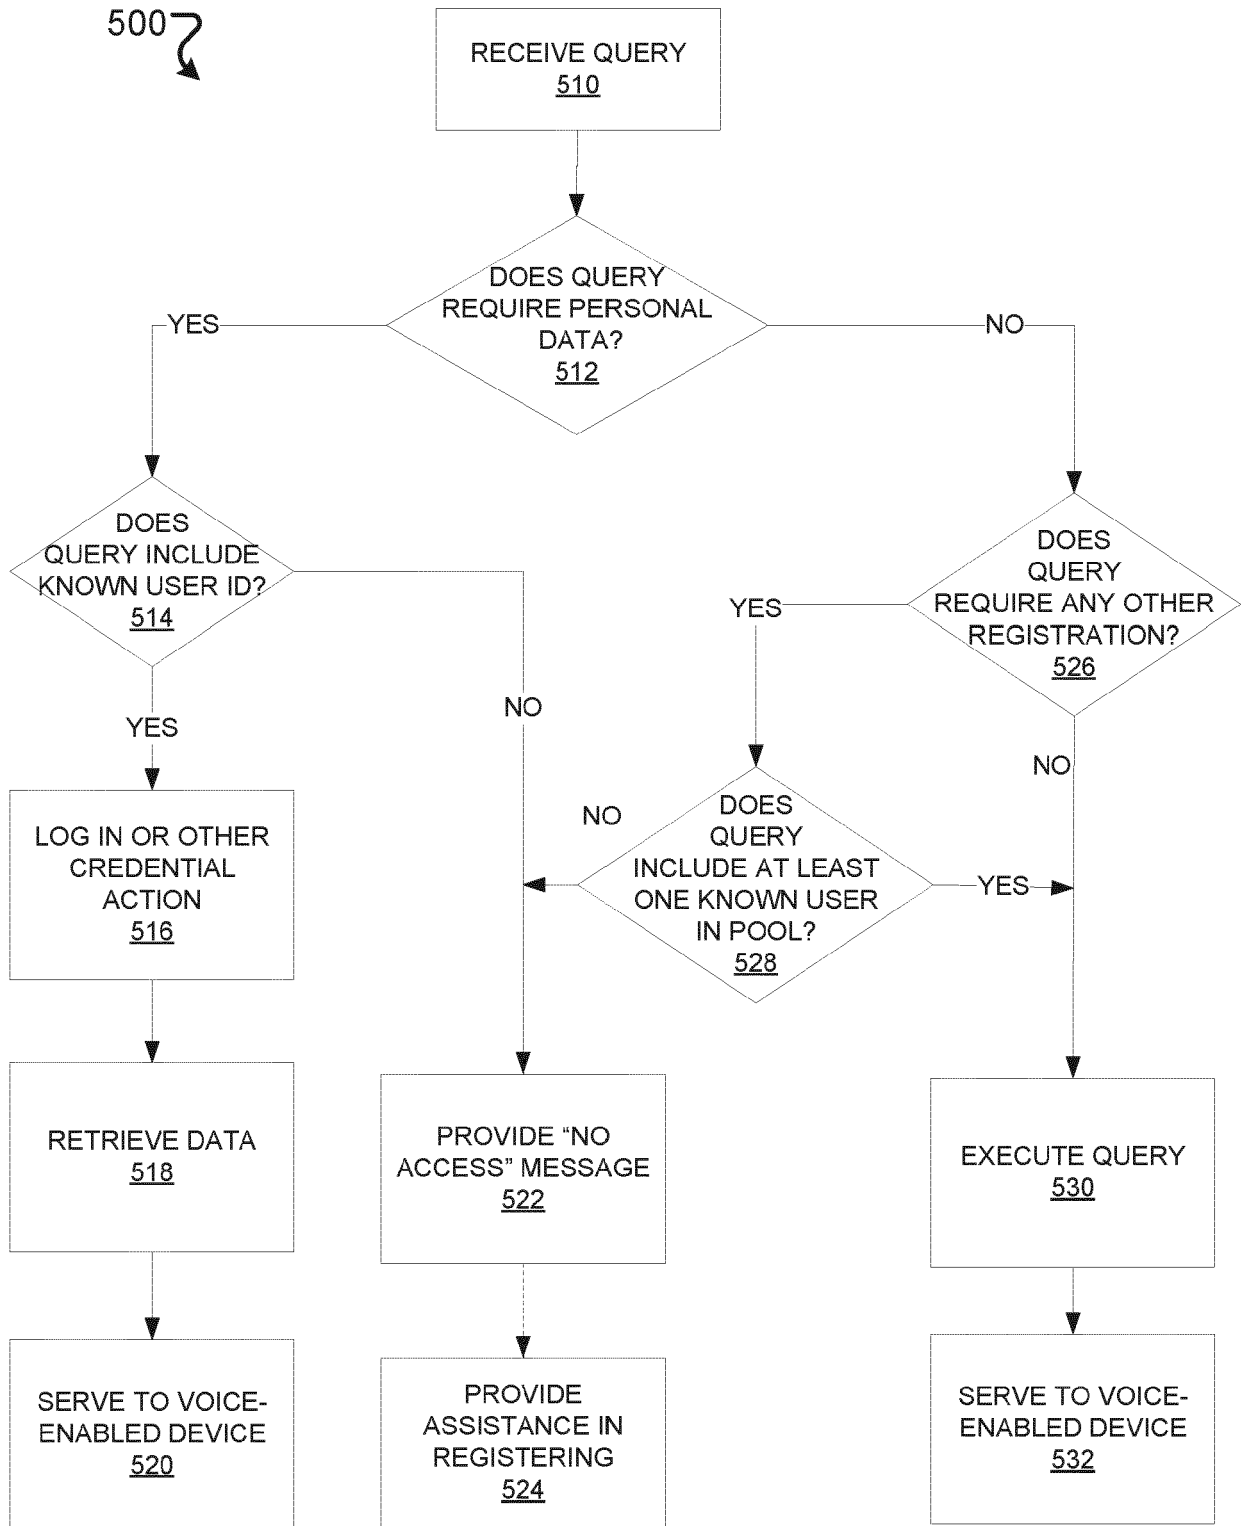 500
RECEIVE QUERY
510
DOES QUERY
REQUIRE PERSONAL
DATA?
512
YES
NO
DOES
QUERY INCLUDE
KNOWN USER ID?
514
DOES
QUERY
REQUIRE ANY OTHER
REGISTRATION?
526
YES
NO
YES
NO
LOG IN OR OTHER
CREDENTIAL
ACTION
516
NO
DOES
QUERY
INCLUDE AT LEAST
ONE KNOWN USER
IN POOL?
528
YES
RETRIEVE DATA
518
PROVIDE “NO
ACCESS” MESSAGE
522
EXECUTE QUERY
530
SERVE TO VOICE-
ENABLED DEVICE
520
PROVIDE
ASSISTANCE IN
REGISTERING
524
SERVE TO VOICE-
ENABLED DEVICE
532